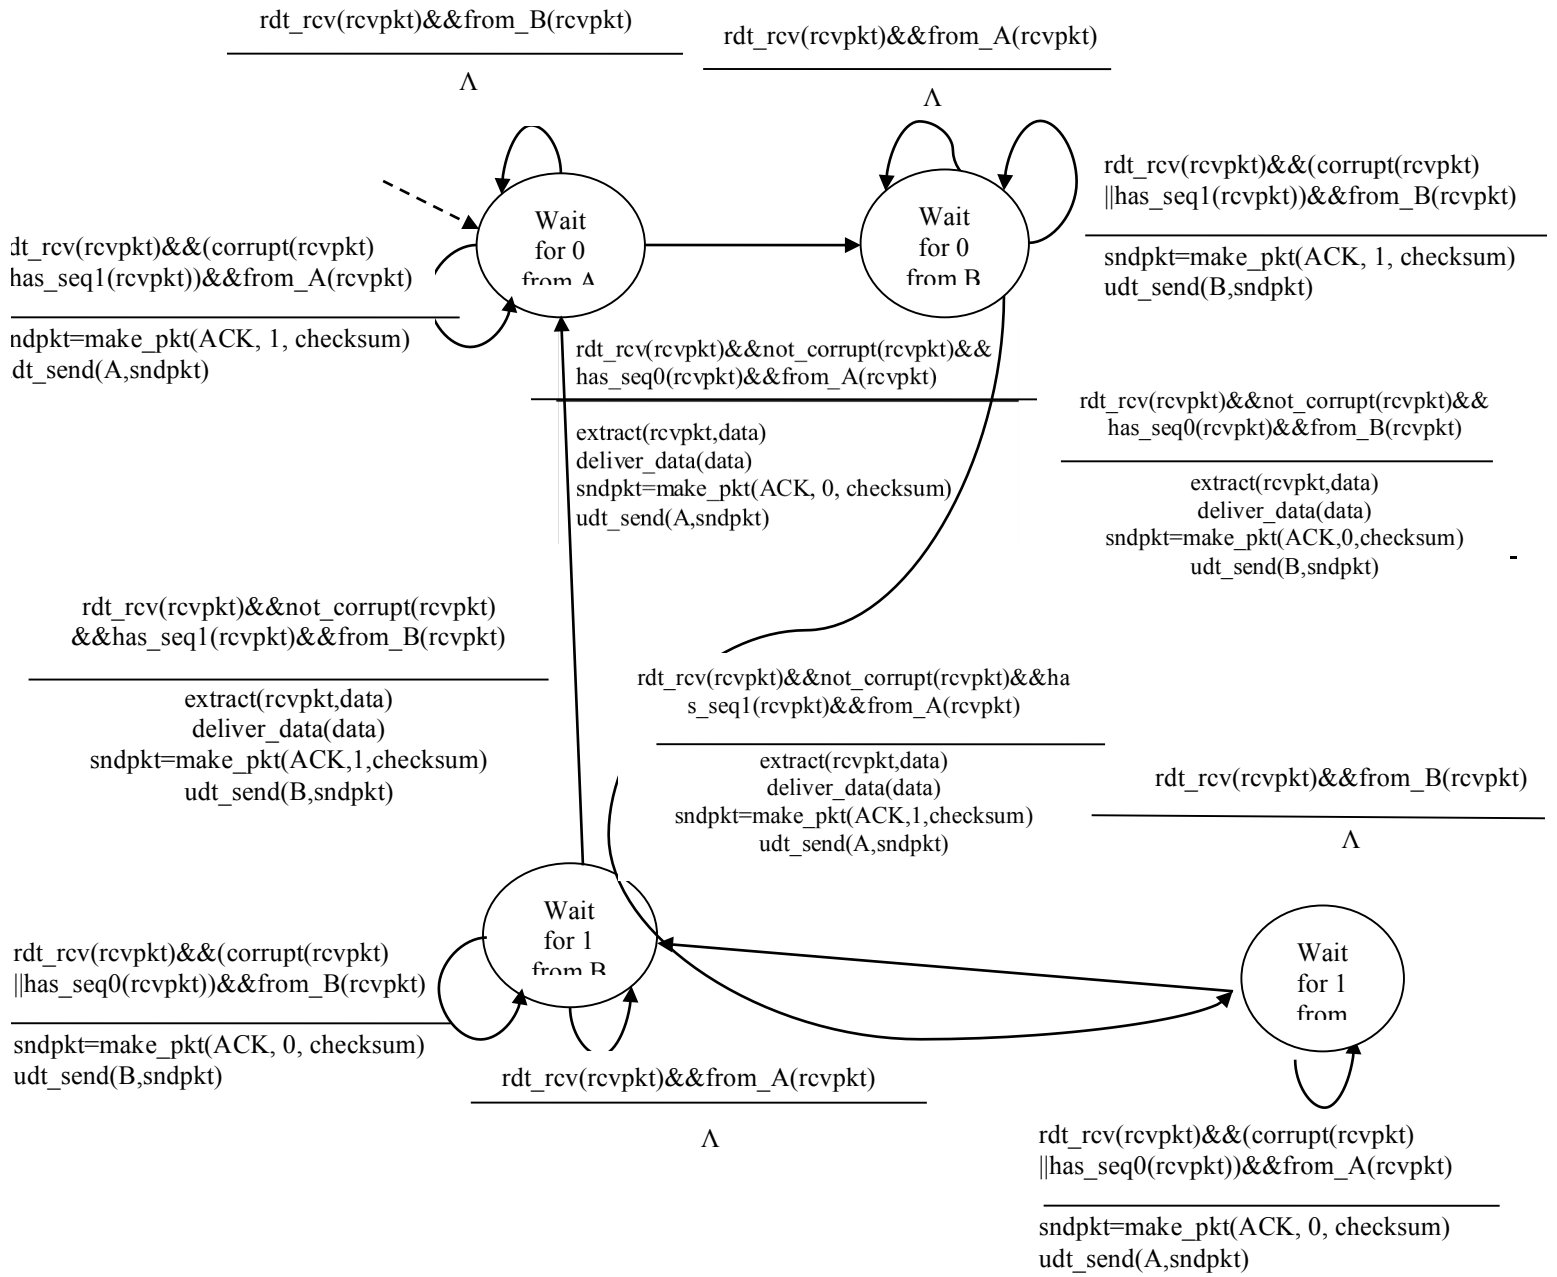 rdt_rcv(rcvpkt)&&from_B(rcvpkt)
Λ
rdt_rcv(rcvpkt)&&from_A(rcvpkt)
Λ
rdt_rcv(rcvpkt)&&(corrupt(rcvpkt)
||has_seq1(rcvpkt))&&from_B(rcvpkt)
sndpkt=make_pkt(ACK, 1, checksum)
udt_send(B,sndpkt)
Wait
for 0
from A
Wait
for 0
from B
dt_rcv(rcvpkt)&&(corrupt(rcvpkt)
has_seq1(rcvpkt))&&from_A(rcvpkt)
ndpkt=make_pkt(ACK, 1, checksum)
dt_send(A,sndpkt)
rdt_rcv(rcvpkt)&&not_corrupt(rcvpkt)&&
has_seq0(rcvpkt)&&from_A(rcvpkt)
extract(rcvpkt,data)
deliver_data(data)
sndpkt=make_pkt(ACK, 0, checksum)
udt_send(A,sndpkt)
rdt_rcv(rcvpkt)&&not_corrupt(rcvpkt)&&
has_seq0(rcvpkt)&&from_B(rcvpkt)
extract(rcvpkt,data)
deliver_data(data)
sndpkt=make_pkt(ACK,0,checksum)
udt_send(B,sndpkt)
-
rdt_rcv(rcvpkt)&&not_corrupt(rcvpkt)
&&has_seq1(rcvpkt)&&from_B(rcvpkt)
extract(rcvpkt,data)
deliver_data(data)
sndpkt=make_pkt(ACK,1,checksum)
udt_send(B,sndpkt)
rdt_rcv(rcvpkt)&&not_corrupt(rcvpkt)&&ha
s_seq1(rcvpkt)&&from_A(rcvpkt)
extract(rcvpkt,data)
deliver_data(data)
sndpkt=make_pkt(ACK,1,checksum)
udt_send(A,sndpkt)
rdt_rcv(rcvpkt)&&from_B(rcvpkt)
Λ
Wait
for 1
from B
Wait
for 1
from
rdt_rcv(rcvpkt)&&(corrupt(rcvpkt)
||has_seq0(rcvpkt))&&from_B(rcvpkt)
sndpkt=make_pkt(ACK, 0, checksum)
udt_send(B,sndpkt)
rdt_rcv(rcvpkt)&&from_A(rcvpkt)
Λ
rdt_rcv(rcvpkt)&&(corrupt(rcvpkt)
||has_seq0(rcvpkt))&&from_A(rcvpkt)
sndpkt=make_pkt(ACK, 0, checksum)
udt_send(A,sndpkt)